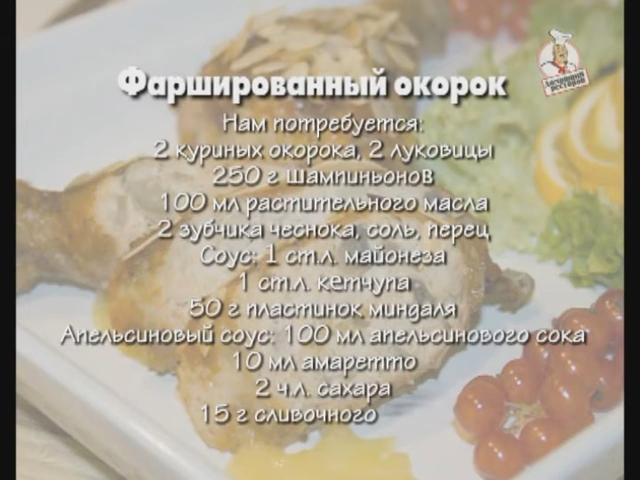 Фаршированный окорок
Домашний
ресторан
Нам потребуется:
2 куриных окорока, 2 луковицы
250 г шампиньонов
100 мл растительного масла
2 зубчика чеснока, соль, перец
Соус: 1 ст.л. майонеза
1 ст.л. кетчупа
50 г пластинок миндаля
Апельсиновый соус: 100 мл апельсинового сока
10 мл амаретто
2 ч.л. сахара
15 г сливочного